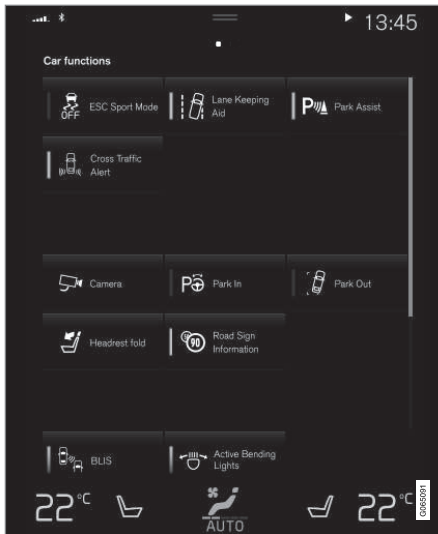 13:45
Car functions
OFF
ESC Sport Mode
Lane Keeping
Aid
P
Park Assist
Cross Traffic
Alert
Camera
P
Park In
Park Out
Headrest fold
90
Road Sign
Information
BLIS
Active Bending
Lights
22°C
AUTO
22°C
G065091